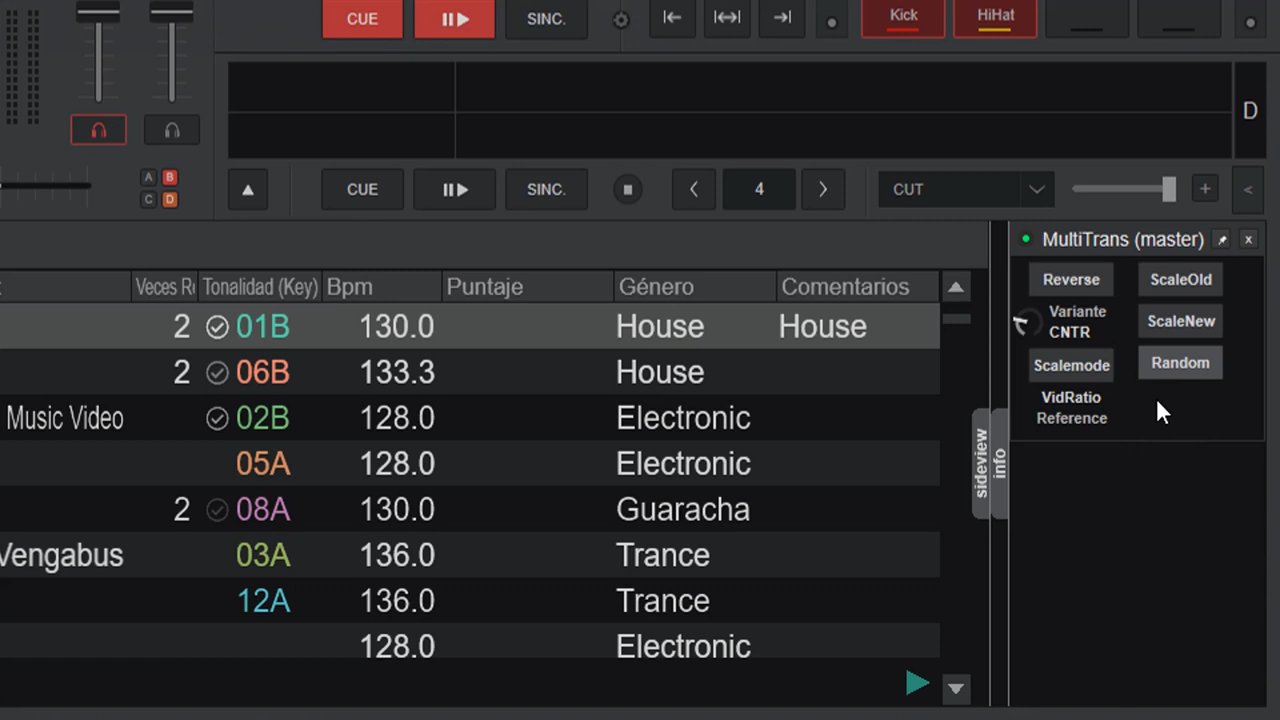 CUE SINC. Kick HiHat
D
A B
C D
CUE SINC. 4 CUT + <
MultiTrans (master) x
Reverse ScaleOld
Variante
CNTR
ScaleNew
Scalemode Random
VidRatio
Reference
sideview
info
Tonalidad (Key) Bpm Puntaje Género Comentarios
2 01B 130.0 House House
2 06B 133.3 House
Music Video 02B 128.0 Electronic
05A 128.0 Electronic
2 08A 130.0 Guaracha
Vengabus 03A 136.0 Trance
12A 136.0 Trance
128.0 Electronic